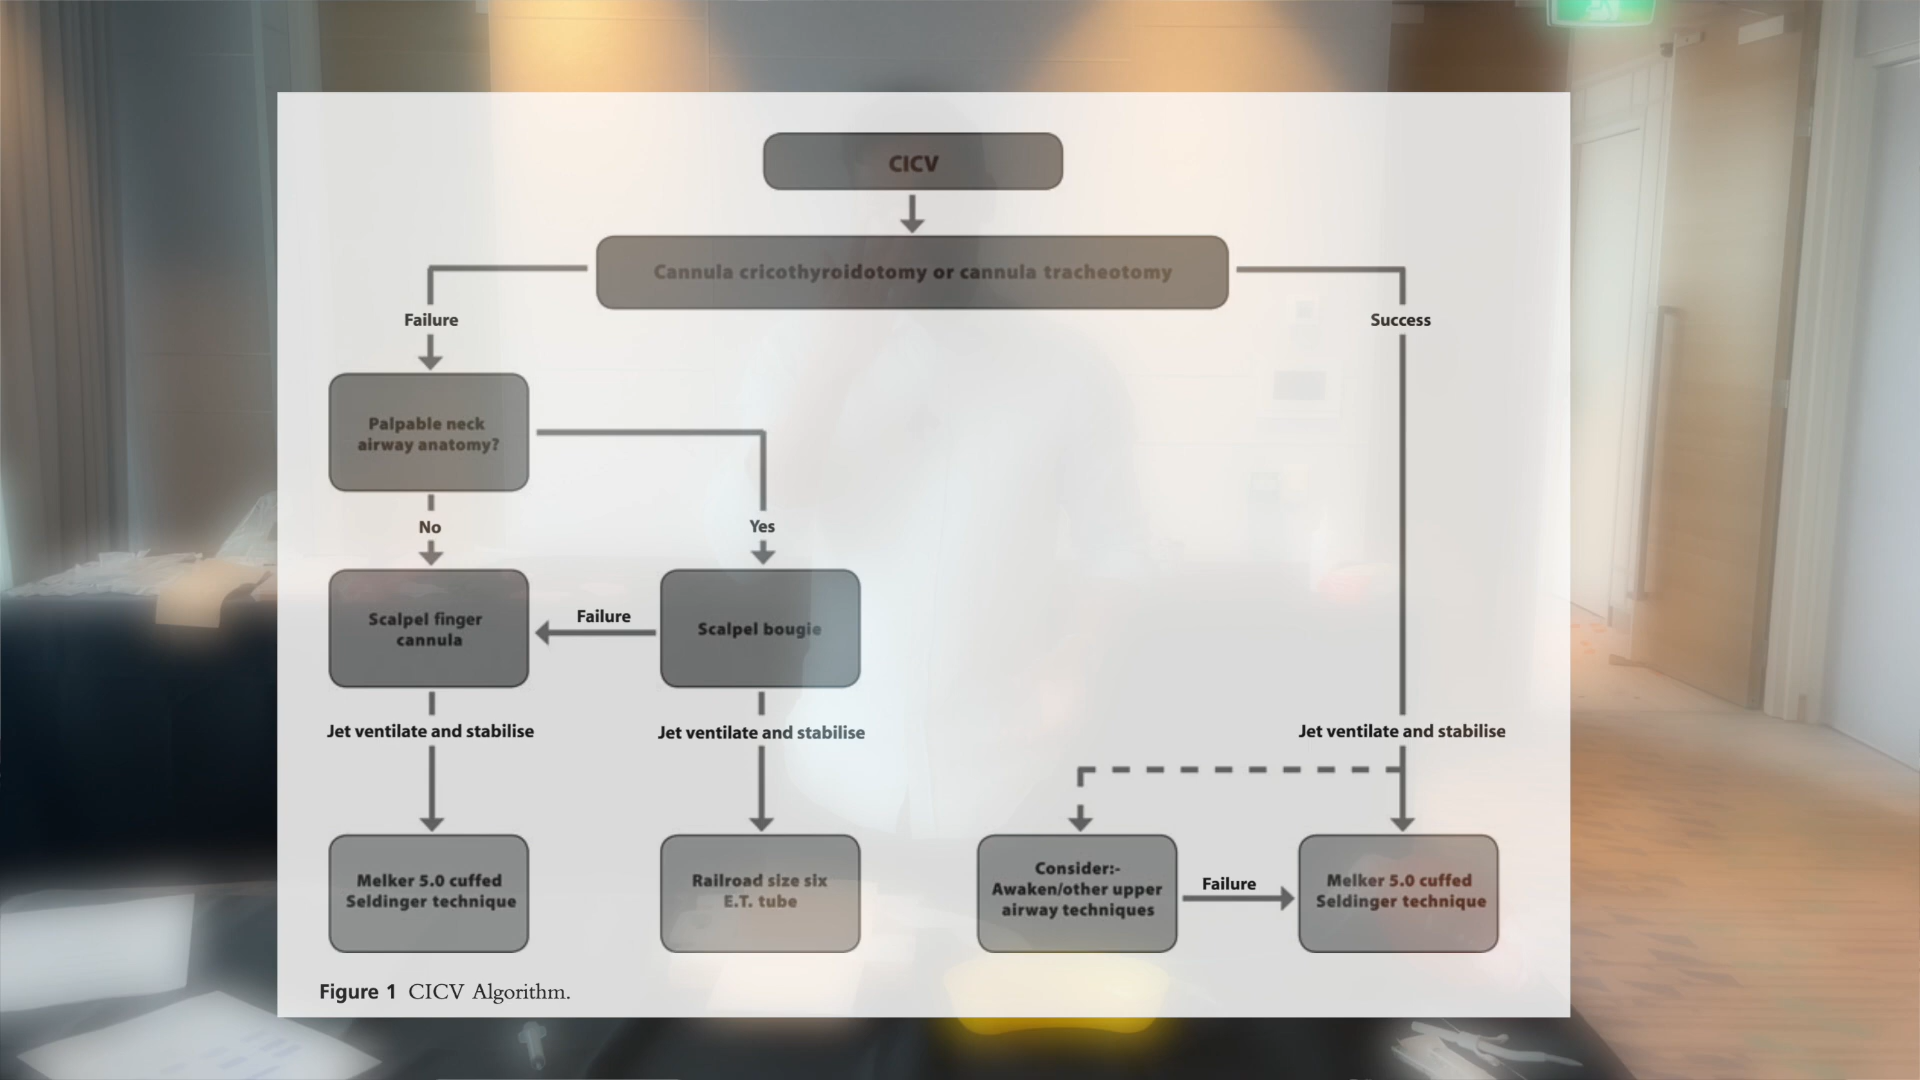 CICV
Cannula cricothyroidotomy or cannula tracheotomy
Failure
Success
Palpable neck
airway anatomy?
No
Yes
Scalpel finger
cannula
Failure
Scalpel bougie
Jet ventilate and stabilise
Jet ventilate and stabilise
Jet ventilate and stabilise
Melker 5.0 cuffed
Seldinger technique
Railroad size six
E.T. tube
Consider:-
Awaken/other upper
airway techniques
Failure
Melker 5.0 cuffed
Seldinger technique
Figure 1 CICV Algorithm.